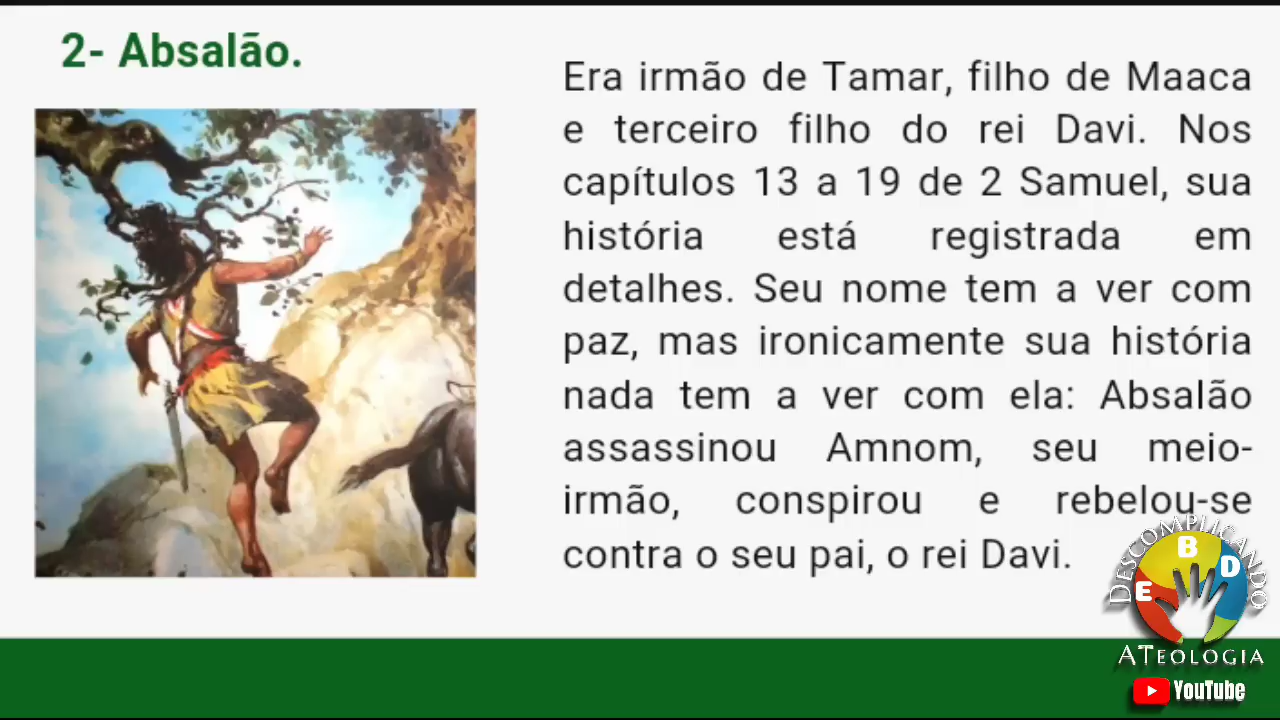 2- Absalão.
Era irmão de Tamar, filho de Maaca
e terceiro filho do rei Davi. Nos
capítulos 13 a 19 de 2 Samuel, sua
história está registrada em
detalhes. Seu nome tem a ver com
paz, mas ironicamente sua história
nada tem a ver com ela: Absalão
assassinou Amnom, seu meio-
irmão, conspirou e rebelou-se
contra o seu pai, o rei Davi.
DESCOMPLICANDO
E B D
ATEOLOGIA
YouTube